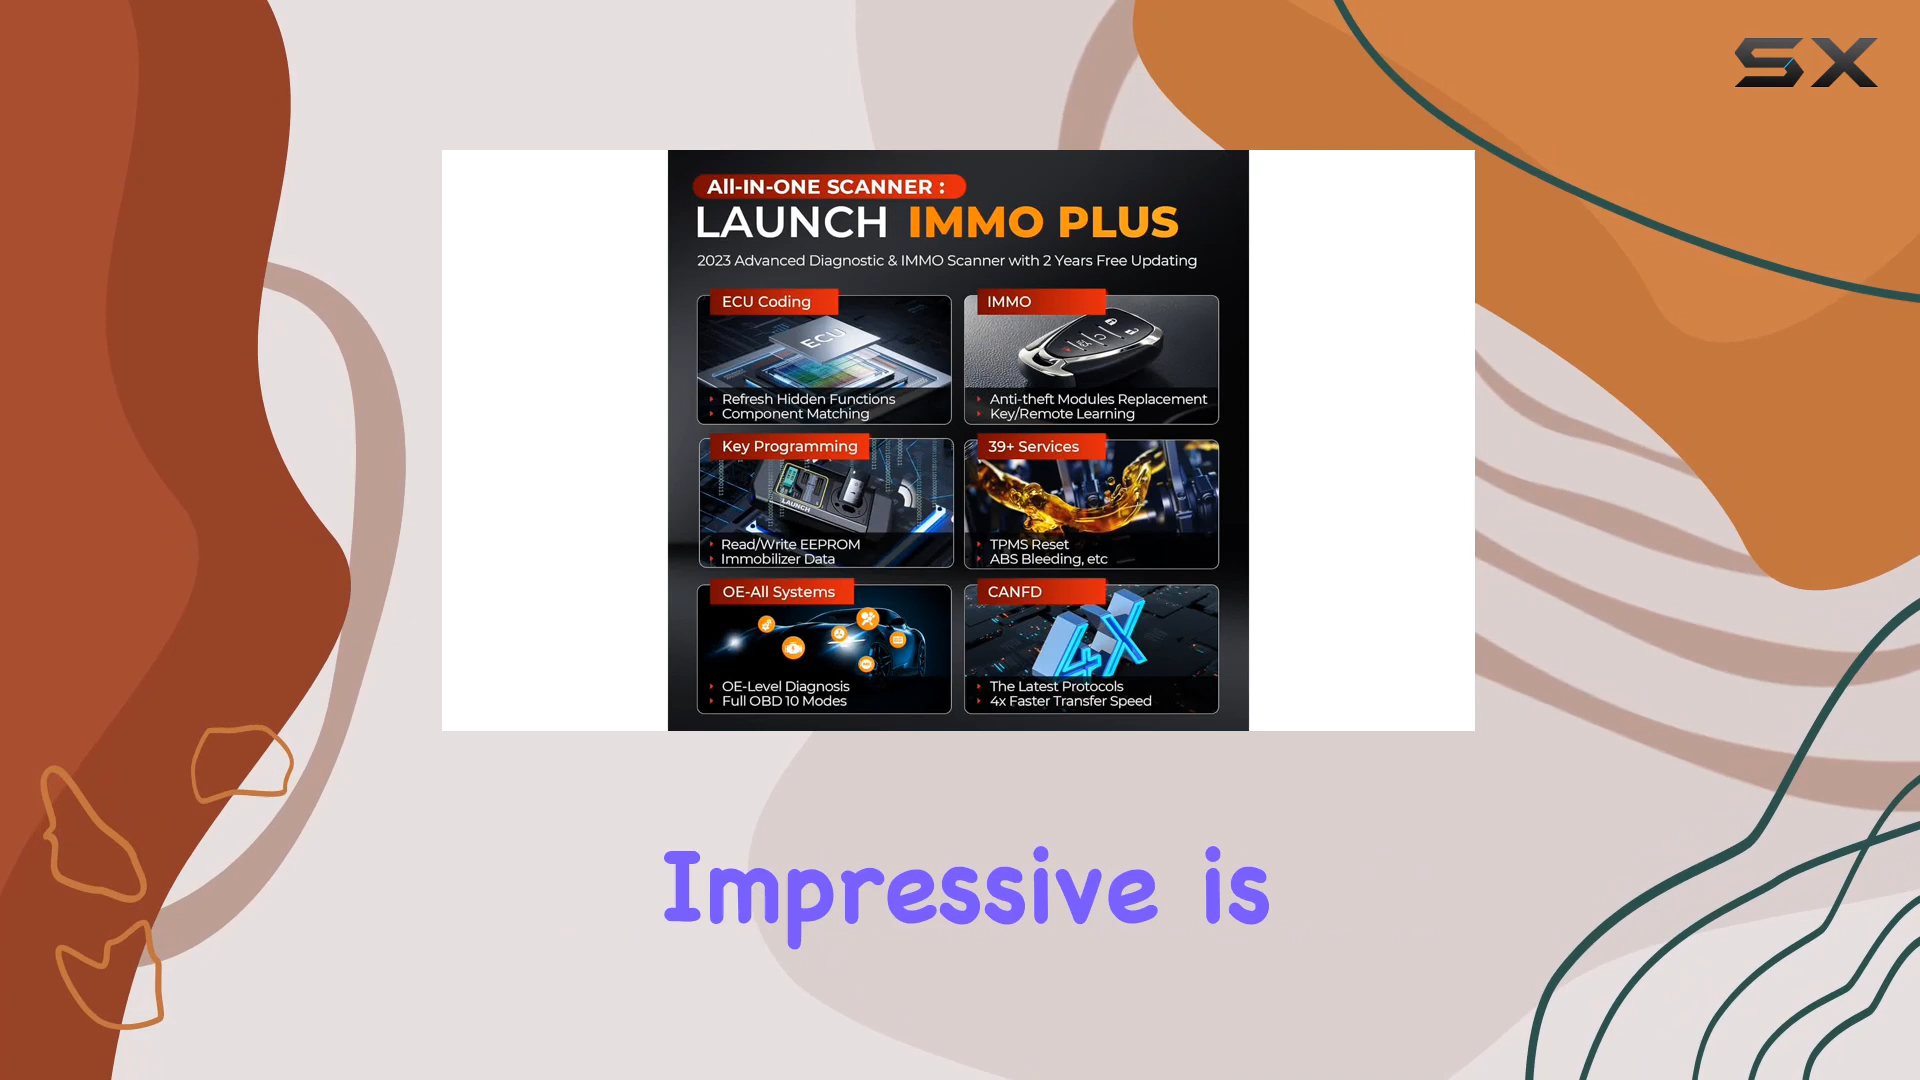 SX
All-IN-ONE SCANNER :
LAUNCH IMMO PLUS
2023 Advanced Diagnostic & IMMO Scanner with 2 Years Free Updating
ECU Coding
ECU
Refresh Hidden Functions
Component Matching
IMMO
Anti-theft Modules Replacement
Key/Remote Learning
Key Programming
LAUNCH
Read/Write EEPROM
Immobilizer Data
39+ Services
TPMS Reset
ABS Bleeding, etc
OE-All Systems
OE-Level Diagnosis
Full OBD 10 Modes
CANFD
4X
The Latest Protocols
4x Faster Transfer Speed
Impressive is